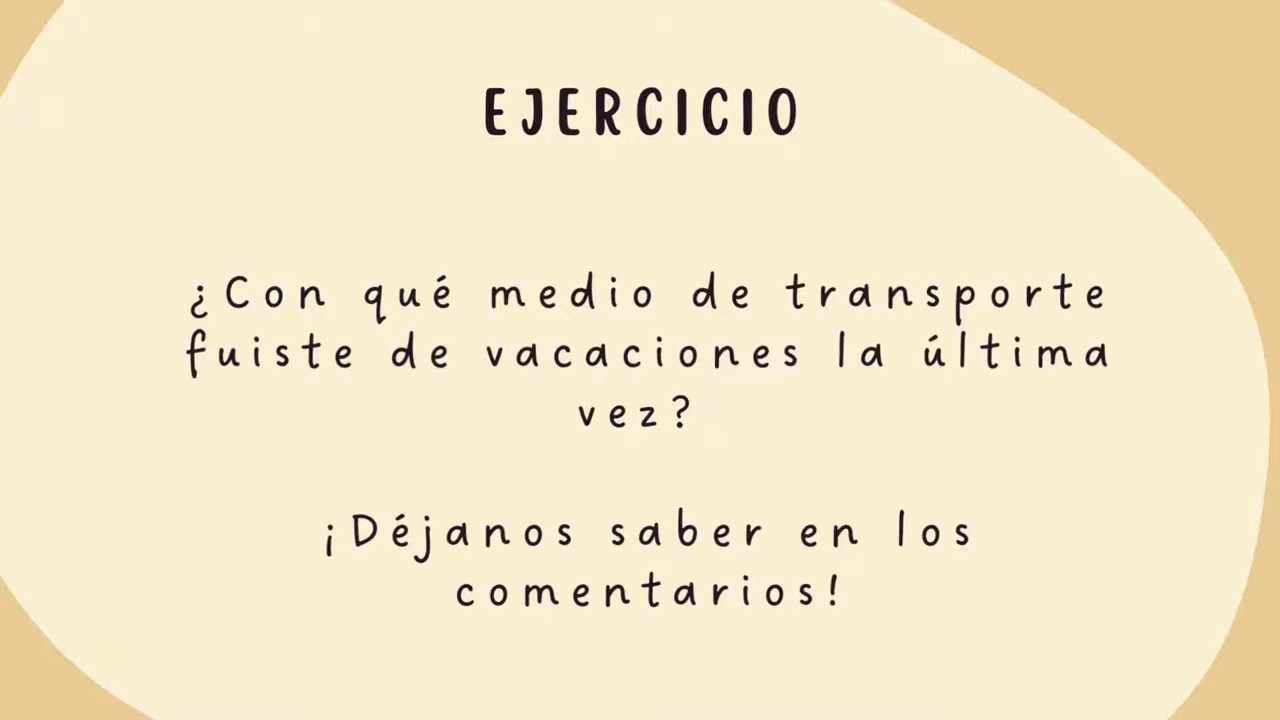 EJERCICIO
¿Con qué medio de transporte
fuiste de vacaciones la última
vez?
¡Déjanos saber en los
comentarios!